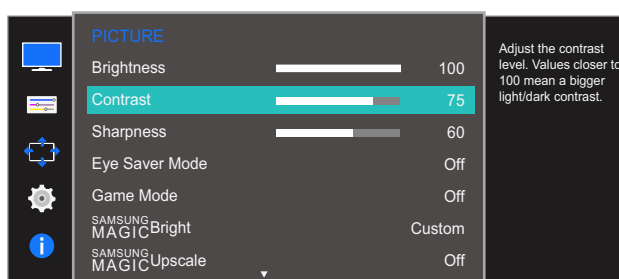 PICTURE
Brightness 100
Contrast 75
Sharpness 60
Eye Saver Mode Off
Game Mode Off
SAMSUNG
MAGICBright Custom
SAMSUNG
MAGICUpscale Off
Adjust the contrast
level. Values closer to
100 mean a bigger
light/dark contrast.
i